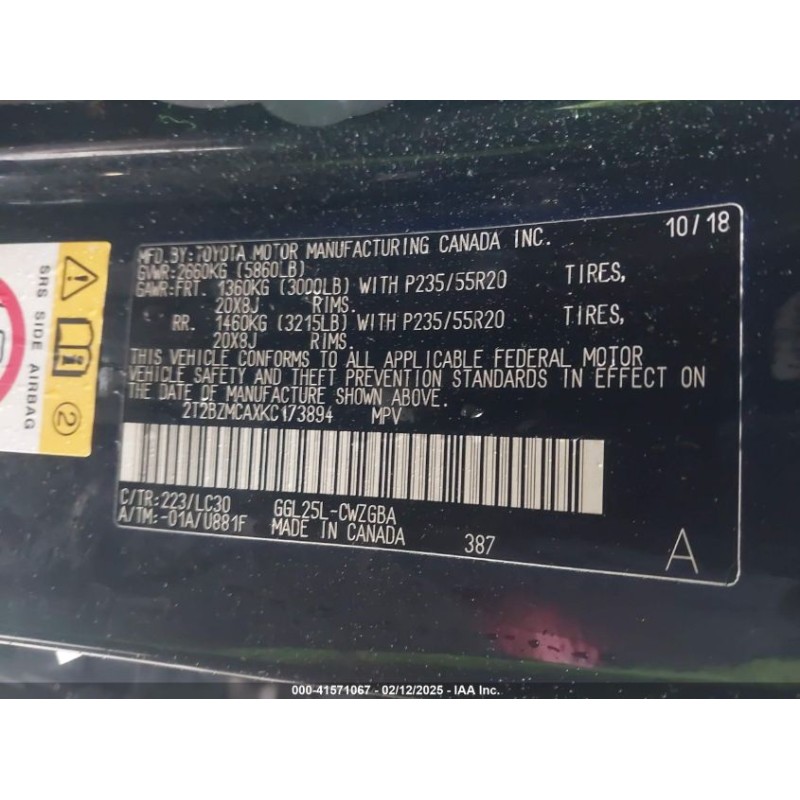 10/18
MFD. BY: TOYOTA MOTOR MANUFACTURING CANADA INC.
GVWR: 2660KG (5860LB)
GAWR: FRT. 1360KG (3000LB) WITH P235/55R20 TIRES,
20X8J RIMS.
RR. 1460KG (3215LB) WITH P235/55R20 TIRES,
20X8J RIMS.
THIS VEHICLE CONFORMS TO ALL APPLICABLE FEDERAL MOTOR
VEHICLE SAFETY AND THEFT PREVENTION STANDARDS IN EFFECT ON
THE DATE OF MANUFACTURE SHOWN ABOVE.
2T2BZMCAXKC173894 MPV
C/TR: 223/LC30 GGL25L-CWZGBA
A/TM: -01A/U881F MADE IN CANADA 387 A
SRS SIDE AIRBAG
2
000-41571067 - 02/12/2025 - IAA Inc.